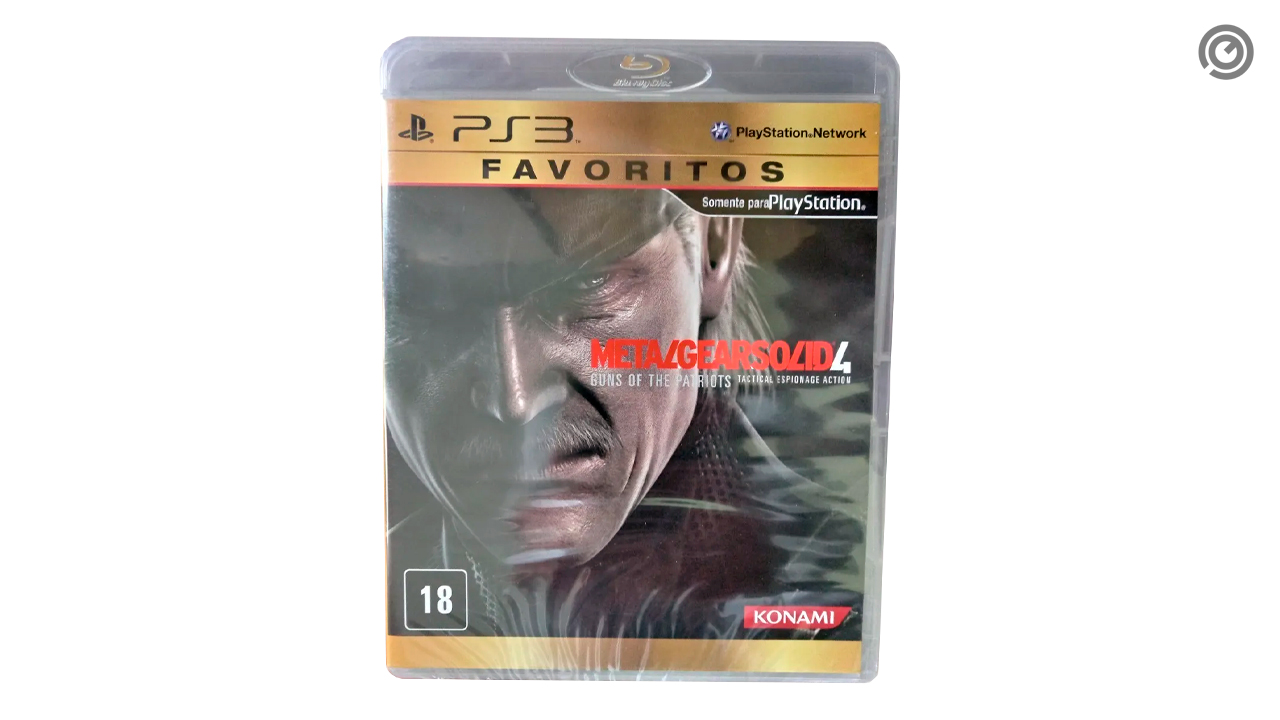 Blu-ray Disc
PS3™
PlayStation®Network
FAVORITOS
Somente para PlayStation®
METAL GEAR SOLID 4
GUNS OF THE PATRIOTS TACTICAL ESPIONAGE ACTION
18
KONAMI